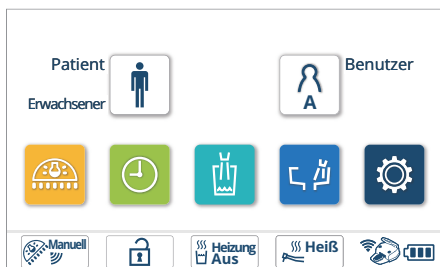 Patient
Benutzer
Erwachsener
A
Manuell
Heizung
Aus
Heiß